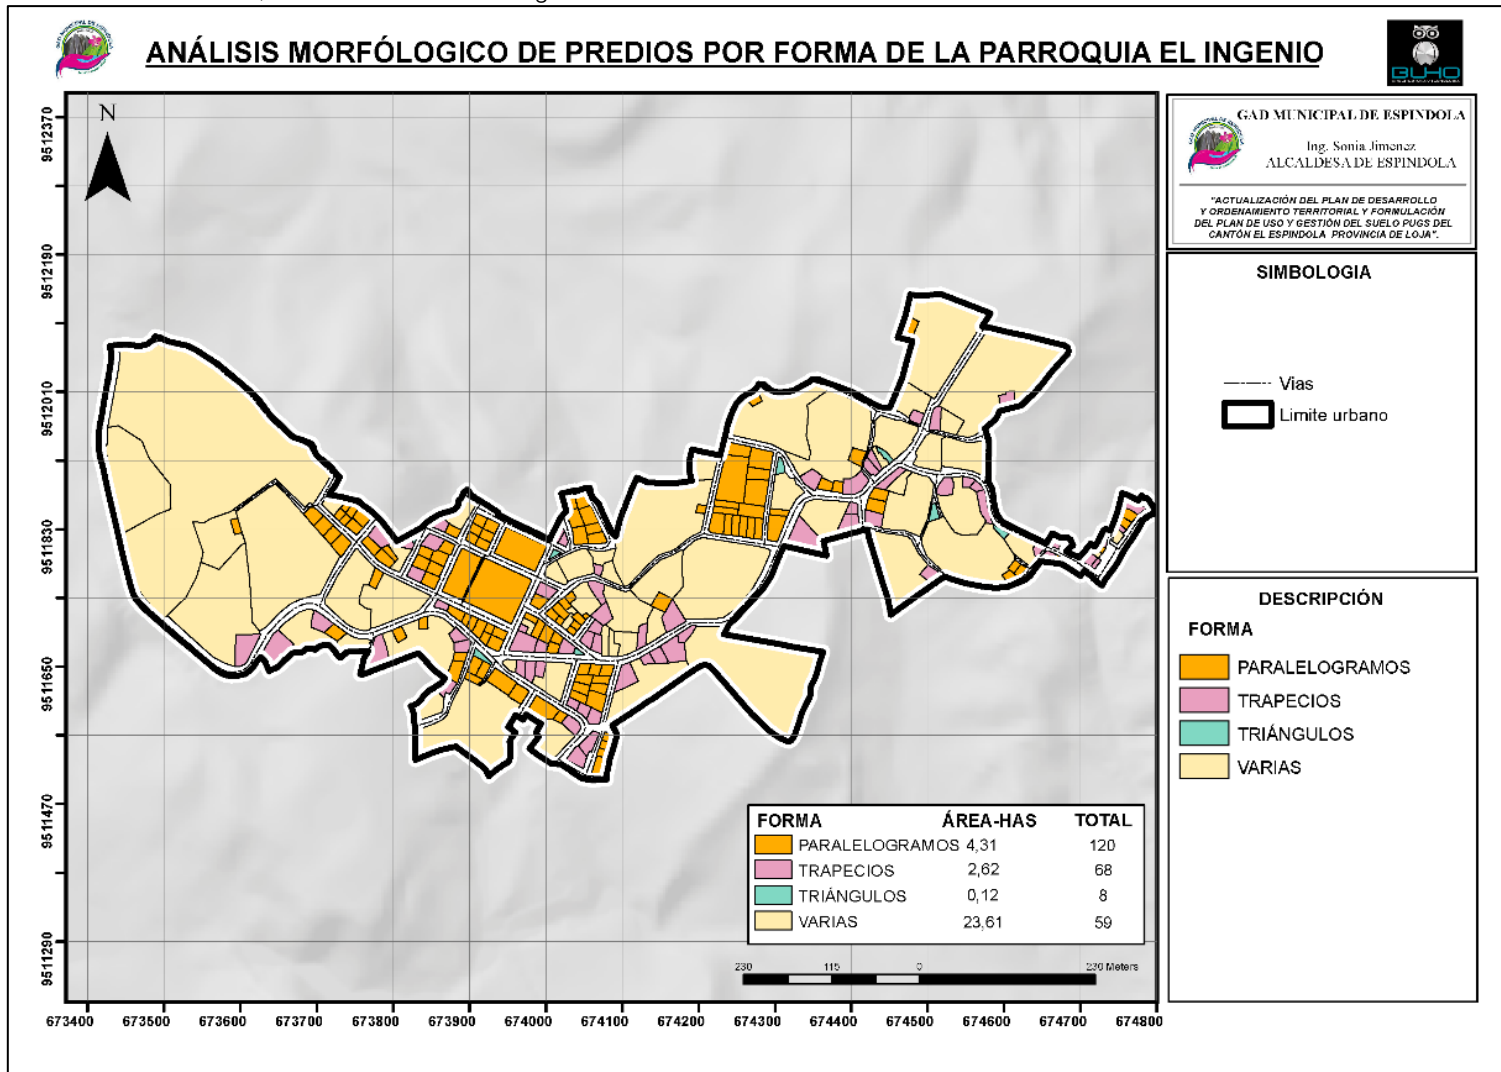 ANÁLISIS MORFÓLOGICO DE PREDIOS POR FORMA DE LA PARROQUIA EL INGENIO
BUHO
N
GAD MUNICIPAL DE ESPINDOLA
Ing. Sonia Jimenez
ALCALDESA DE ESPINDOLA
"ACTUALIZACIÓN DEL PLAN DE DESARROLLO
Y ORDENAMIENTO TERRITORIAL Y FORMULACIÓN
DEL PLAN DE USO Y GESTIÓN DEL SUELO PUGS DEL
CANTÓN EL ESPINDOLA PROVINCIA DE LOJA".
SIMBOLOGIA
Vias
Limite urbano
DESCRIPCIÓN
FORMA
PARALELOGRAMOS
TRAPECIOS
TRIÁNGULOS
VARIAS
FORMA ÁREA-HAS TOTAL
PARALELOGRAMOS 4,31 120
TRAPECIOS 2,62 68
TRIÁNGULOS 0,12 8
VARIAS 23,61 59
230 115 0 230 Meters
9512370
9512190
9512010
9511830
9511650
9511470
9511290
673400 673500 673600 673700 673800 673900 674000 674100 674200 674300 674400 674500 674600 674700 674800